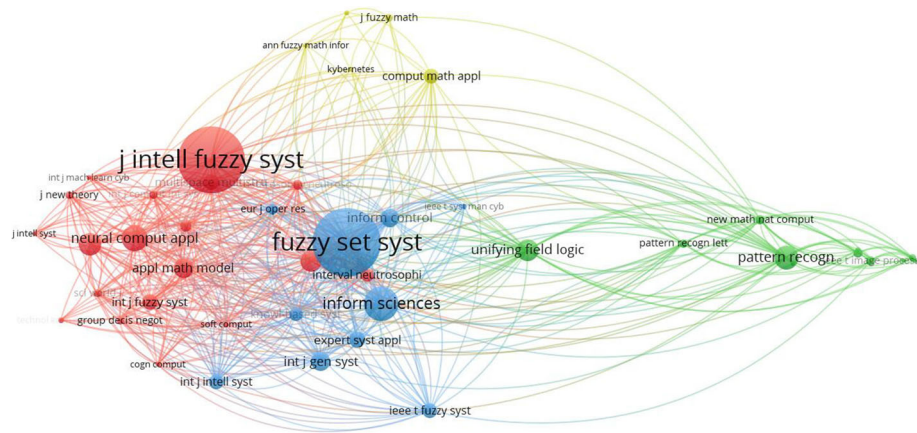 j fuzzy math
ann fuzzy math infor
kybernetes
comput math appl
j intell fuzzy syst
int j mach learn cyb
j new theory
eur j oper res
ieee t syst man cyb
inform control
new math nat comput
j intell syst
neural comput appl
fuzzy set syst
unifying field logic
pattern recogn lett
pattern recogn
appl math model
interval neutrosophi
int j fuzzy syst
inform sciences
group decis negot
soft comput
expert syst appl
cogn comput
int j gen syst
int j intell syst
ieee t fuzzy syst